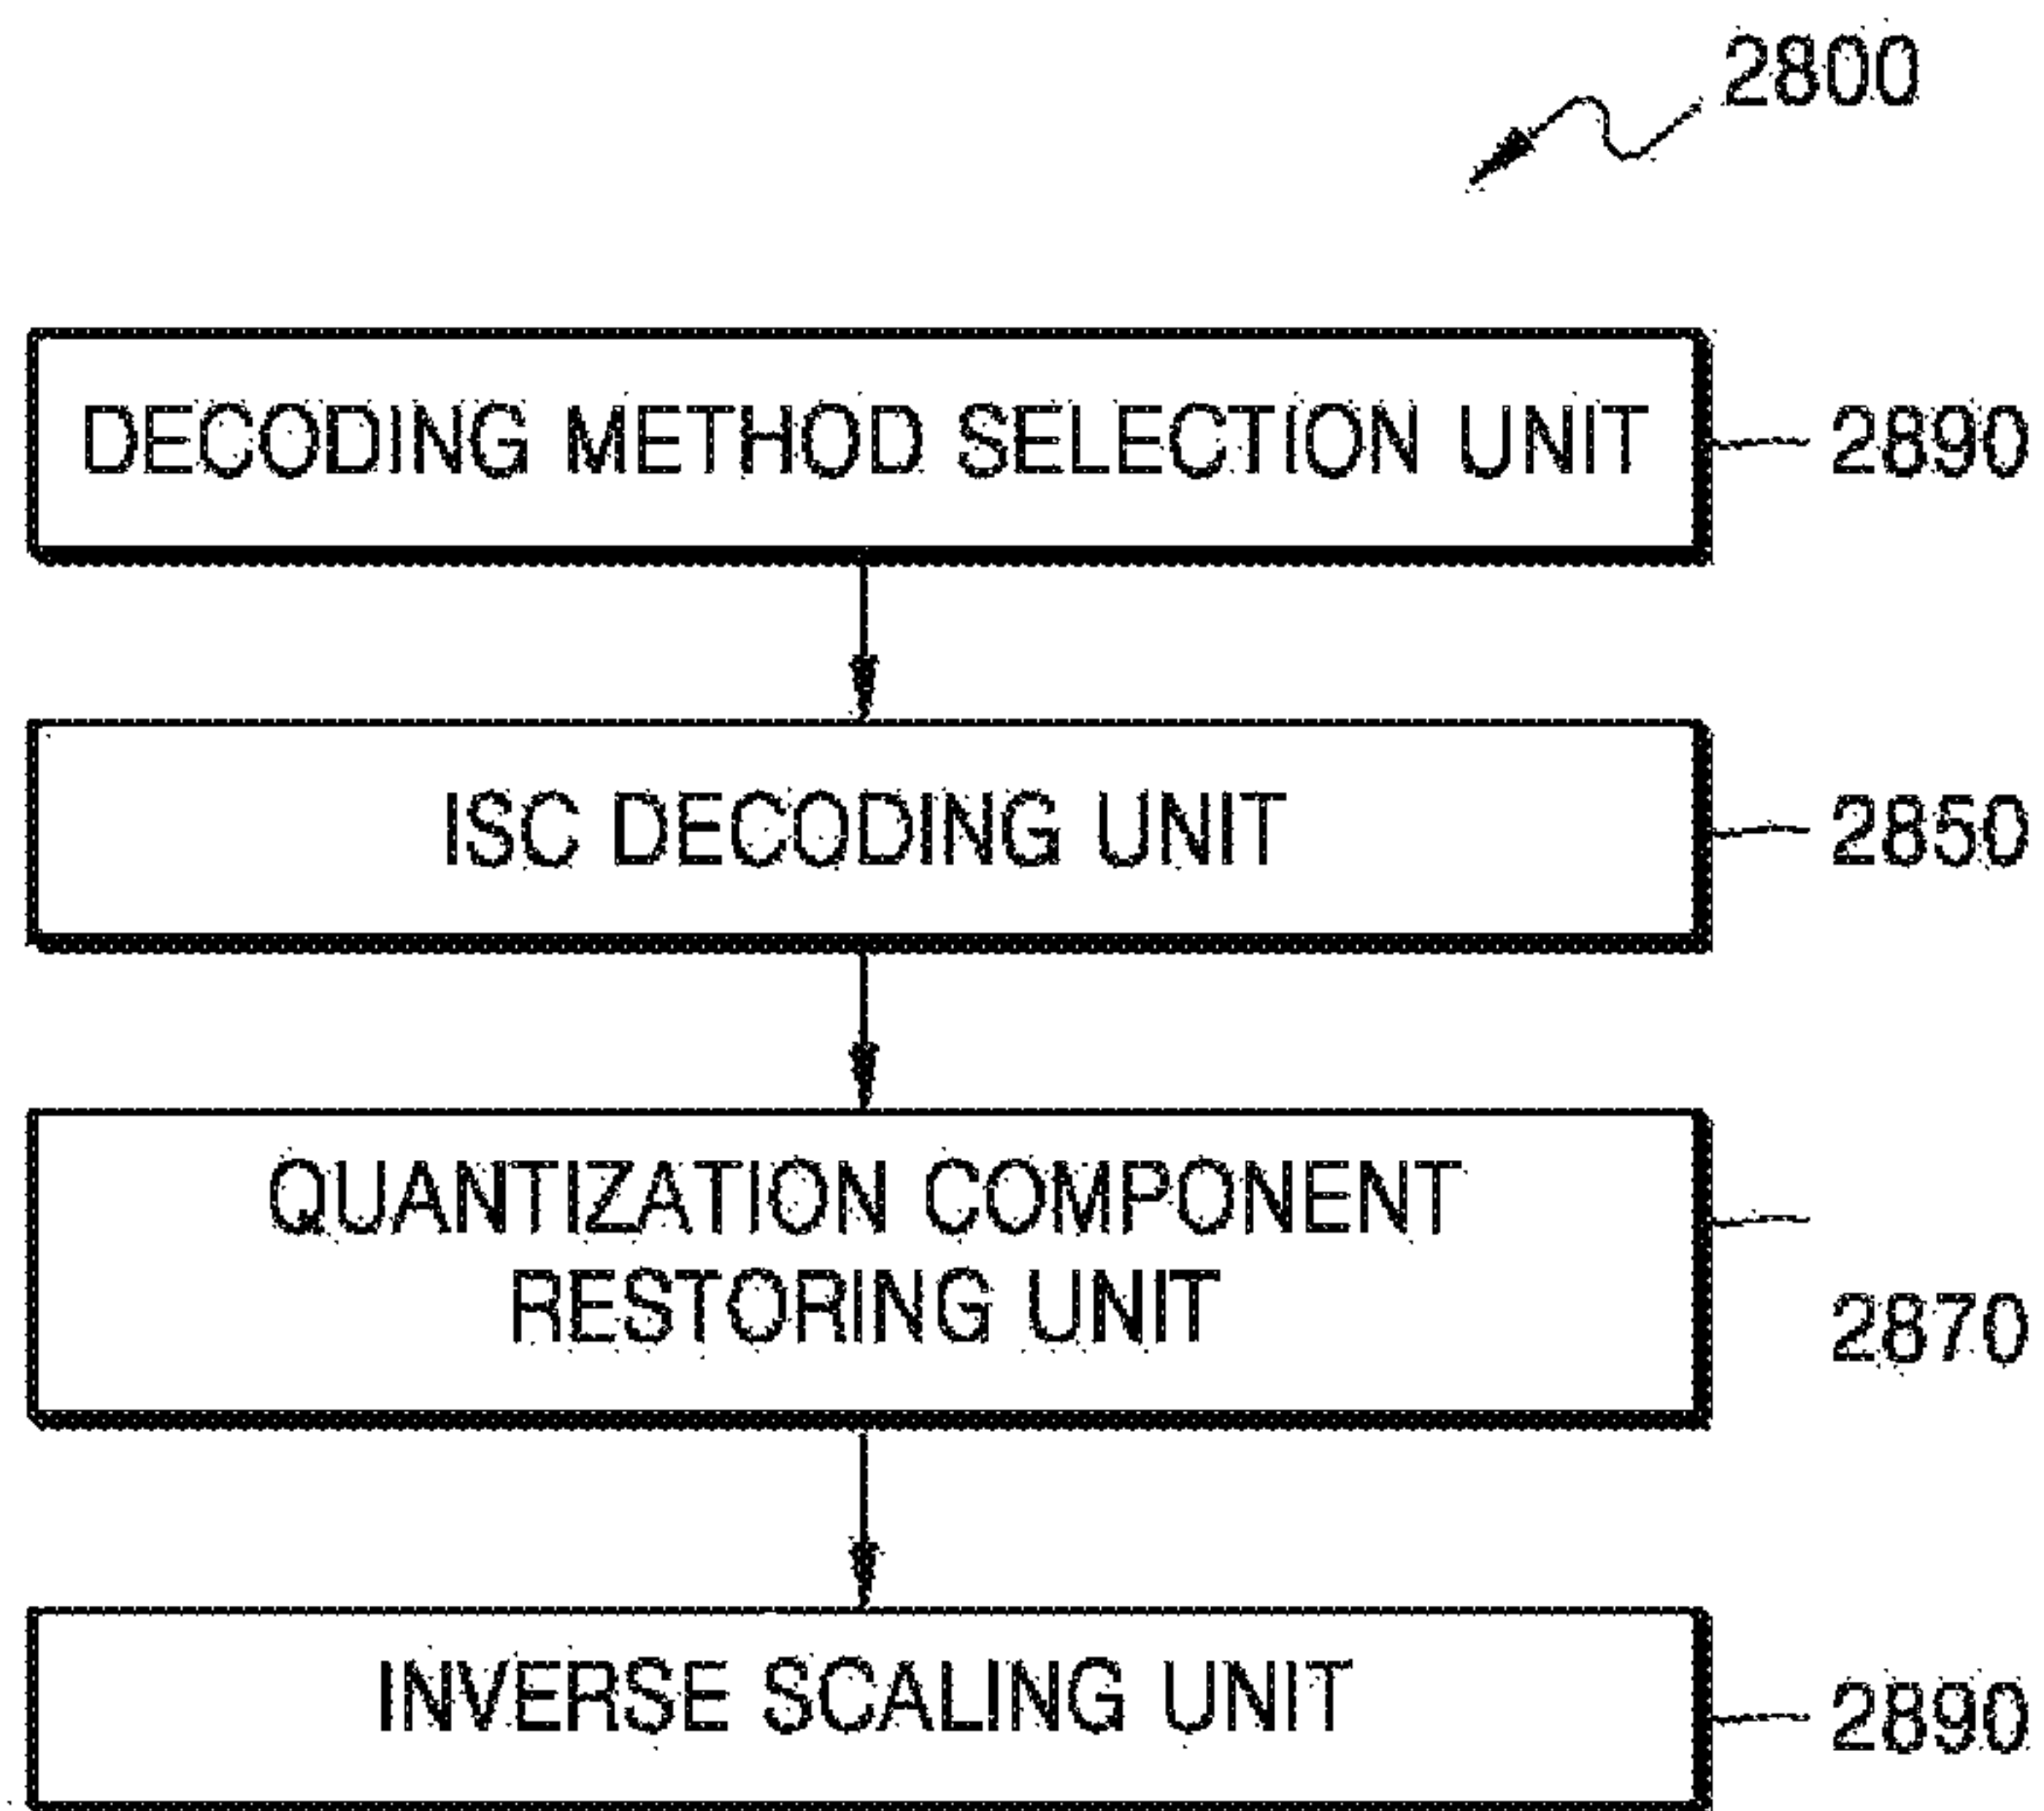 2800
DECODING METHOD SELECTION UNIT
2890
ISC DECODING UNIT
2850
QUANTIZATION COMPONENT
RESTORING UNIT
2870
INVERSE SCALING UNIT
2890